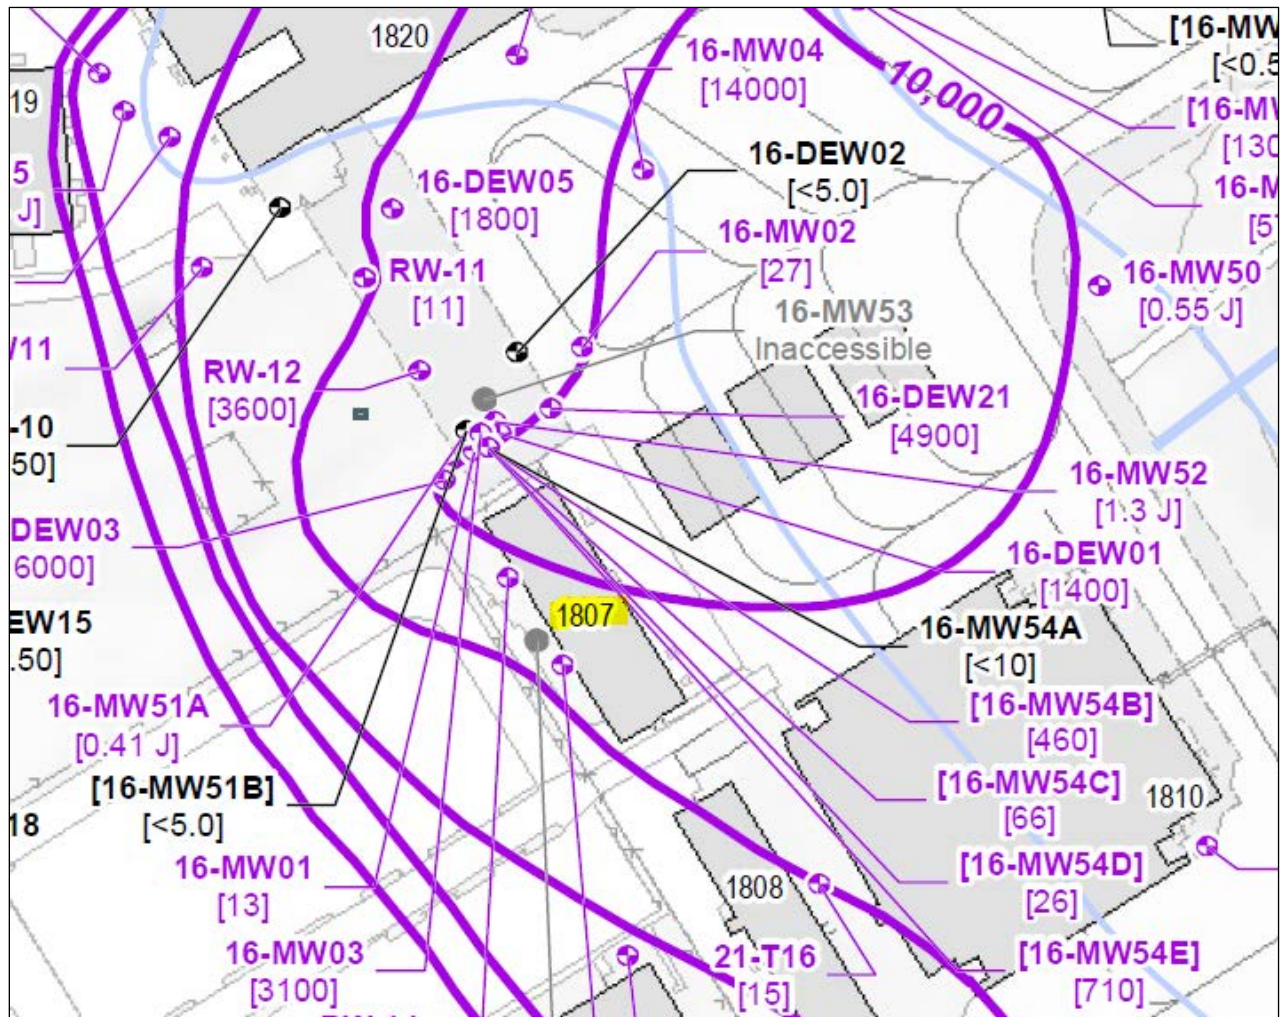 1820
16-MW04
[14000]
10,000
[16-MW
[<0.5
19
[16-MW
[130
16-DEW02
[<5.0]
5
J]
16-DEW05
[1800]
16-M
[5
16-MW02
[27]
RW-11
[11]
16-MW50
[0.55 J]
16-MW53
Inaccessible
/11
RW-12
[3600]
16-DEW21
[4900]
-10
50]
16-MW52
[1.3 J]
DEW03
6000]
16-DEW01
[1400]
1807
EW15
.50]
16-MW54A
[<10]
16-MW51A
[0.41 J]
[16-MW54B]
[460]
[16-MW51B]
[<5.0]
[16-MW54C]
[66]
1810
18
16-MW01
[13]
1808
[16-MW54D]
[26]
16-MW03
[3100]
21-T16
[15]
[16-MW54E]
[710]